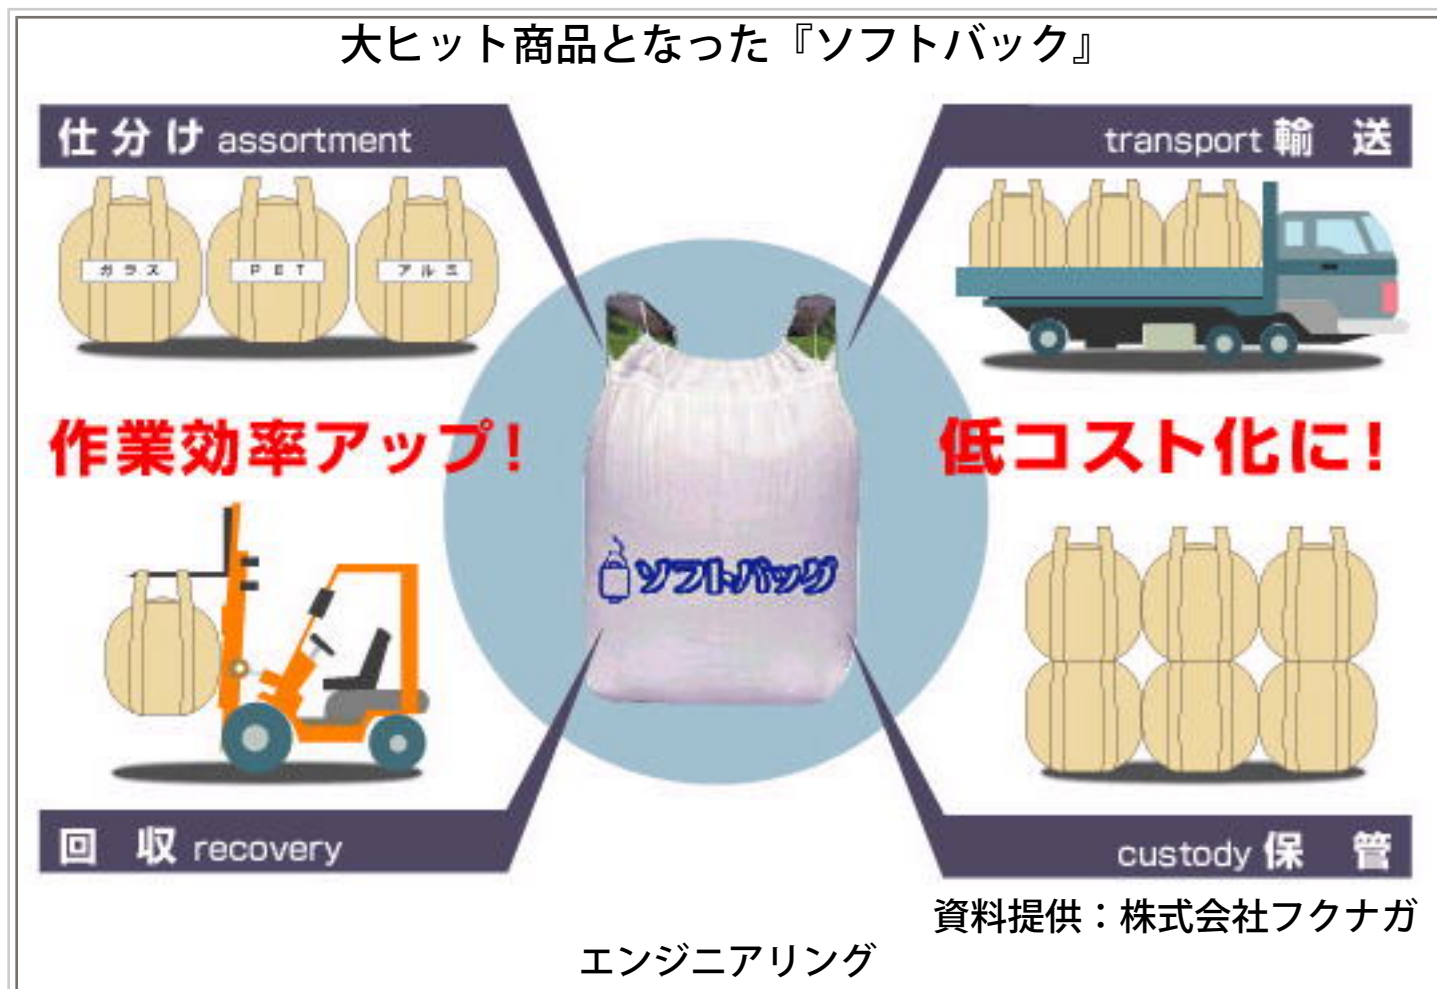 大ヒット商品となった『ソフトバック』
仕分け assortment
transport 輸 送
ガラス
PET
アルミ
作業効率アップ!
低コスト化に!
ソフトバッグ
回 収 recovery
custody 保 管
資料提供：株式会社フクナガ
エンジニアリング